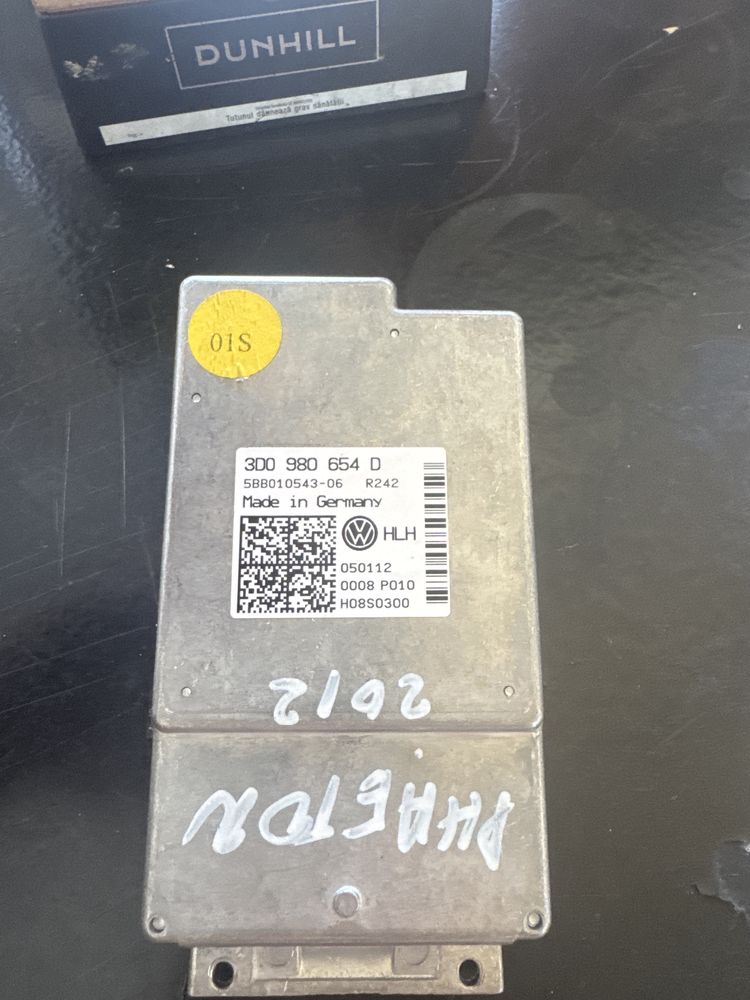 DUNHILL
Tutunul dăunează grav sănătății
01S
3D0 980 654 D
5BB010543-06 R242
Made in Germany
HLH
050112
0008 P010
H08S0300
2012
PHAETON